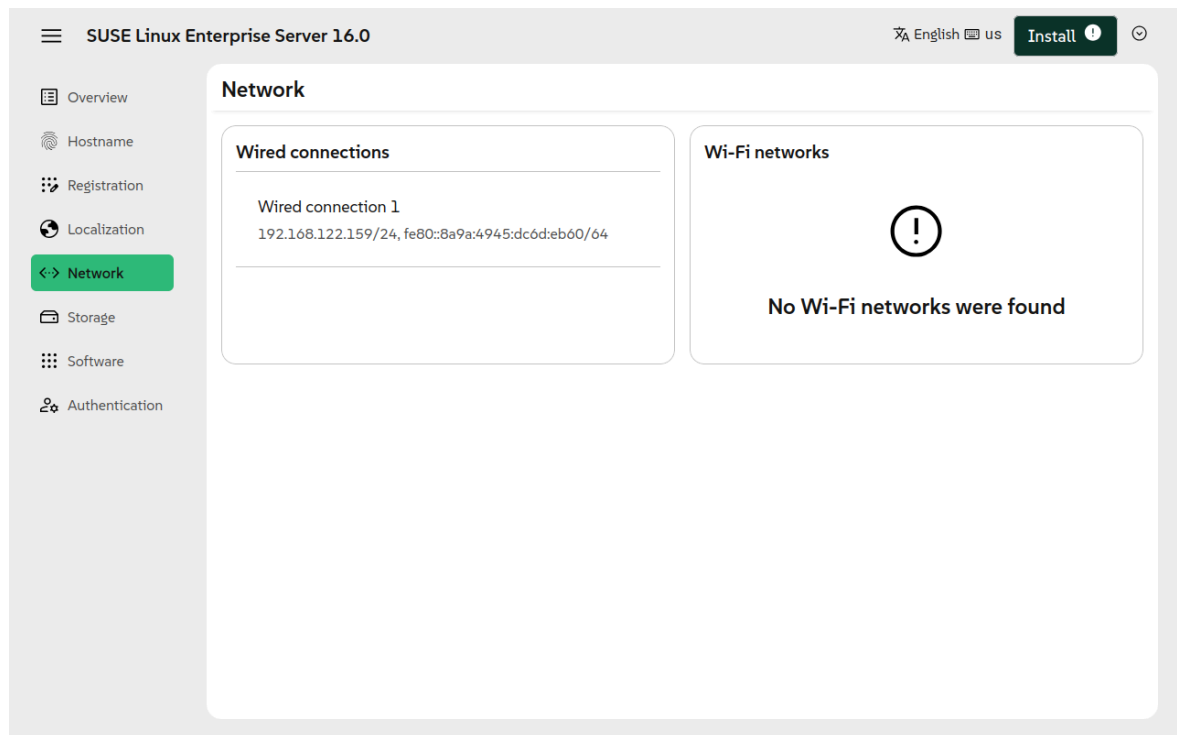 SUSE Linux Enterprise Server 16.0
English us
Install
Overview
Hostname
Registration
Localization
Network
Storage
Software
Authentication
Network
Wired connections
Wired connection 1
192.168.122.159/24, fe80::8a9a:4945:dc6d:eb60/64
Wi-Fi networks
No Wi-Fi networks were found